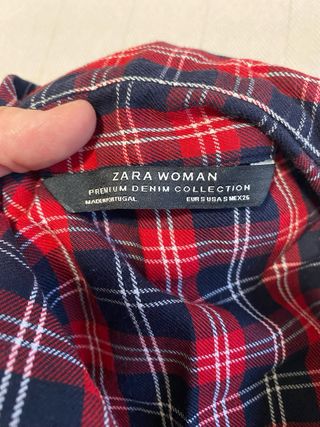 ZARA WOMAN
PREMIUM DENIM COLLECTION
MADE IN PORTUGAL EUR S USA S MEX 26